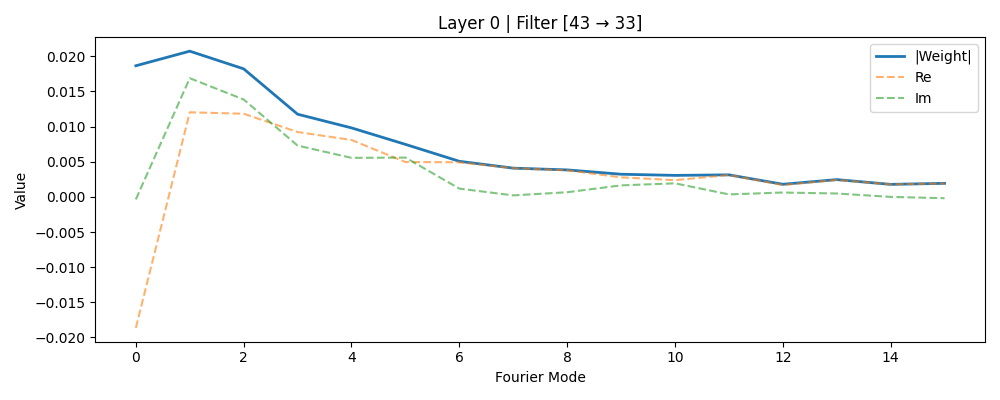 Layer 0 | Filter [43 → 33]
0.020
0.015
0.010
0.005
0.000
−0.005
−0.010
−0.015
−0.020
Value
|Weight|
Re
Im
0 2 4 6 8 10 12 14
Fourier Mode